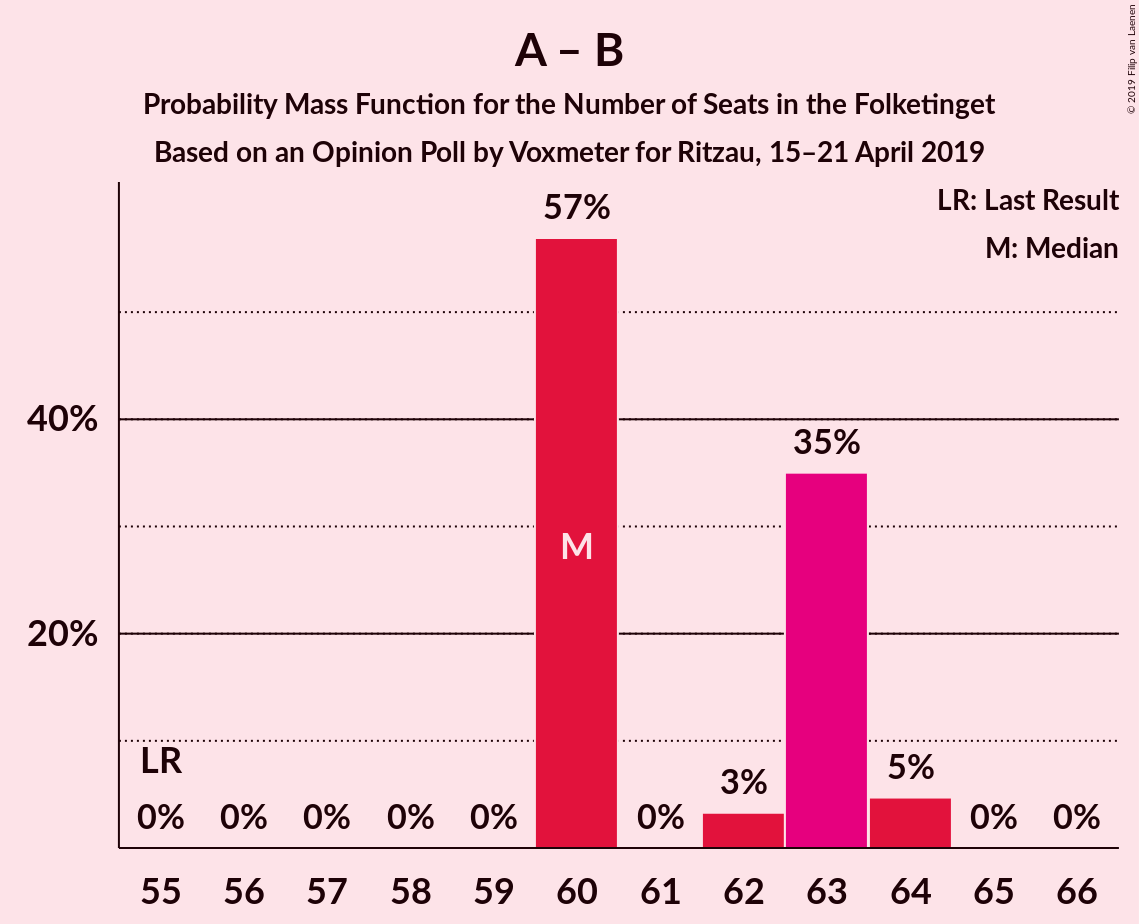 A – B
Probability Mass Function for the Number of Seats in the Folketinget
Based on an Opinion Poll by Voxmeter for Ritzau, 15–21 April 2019
© 2019 Filip van Laenen
LR: Last Result
M: Median
57%
40%
35%
M
20%
LR
5%
3%
0% 0% 0% 0% 0% 0% 0% 0%
55 56 57 58 59 60 61 62 63 64 65 66